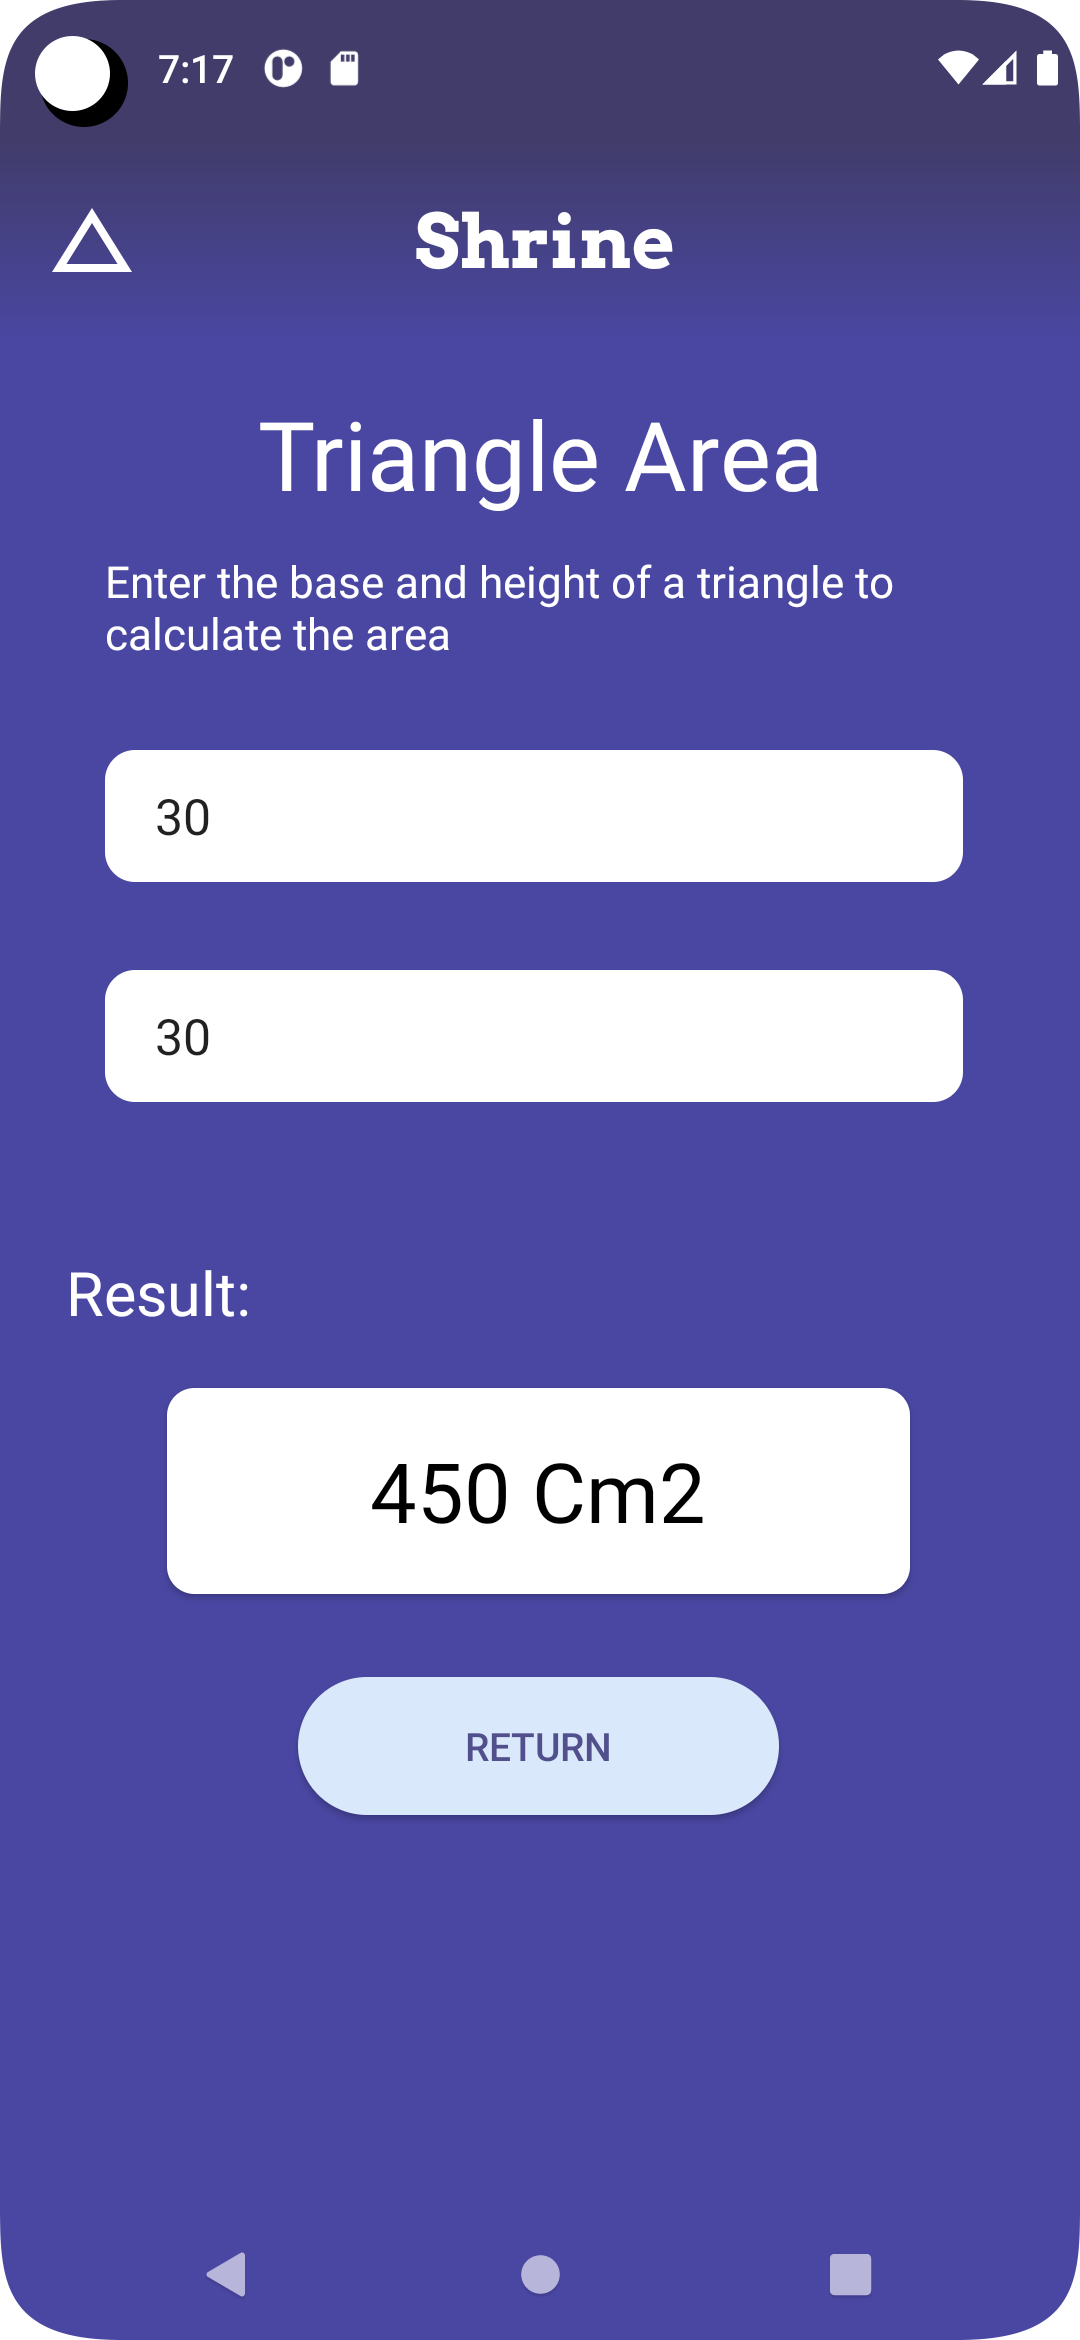 7:17
Shrine
Triangle Area
Enter the base and height of a triangle to
calculate the area
30
30
Result:
450 Cm2
RETURN